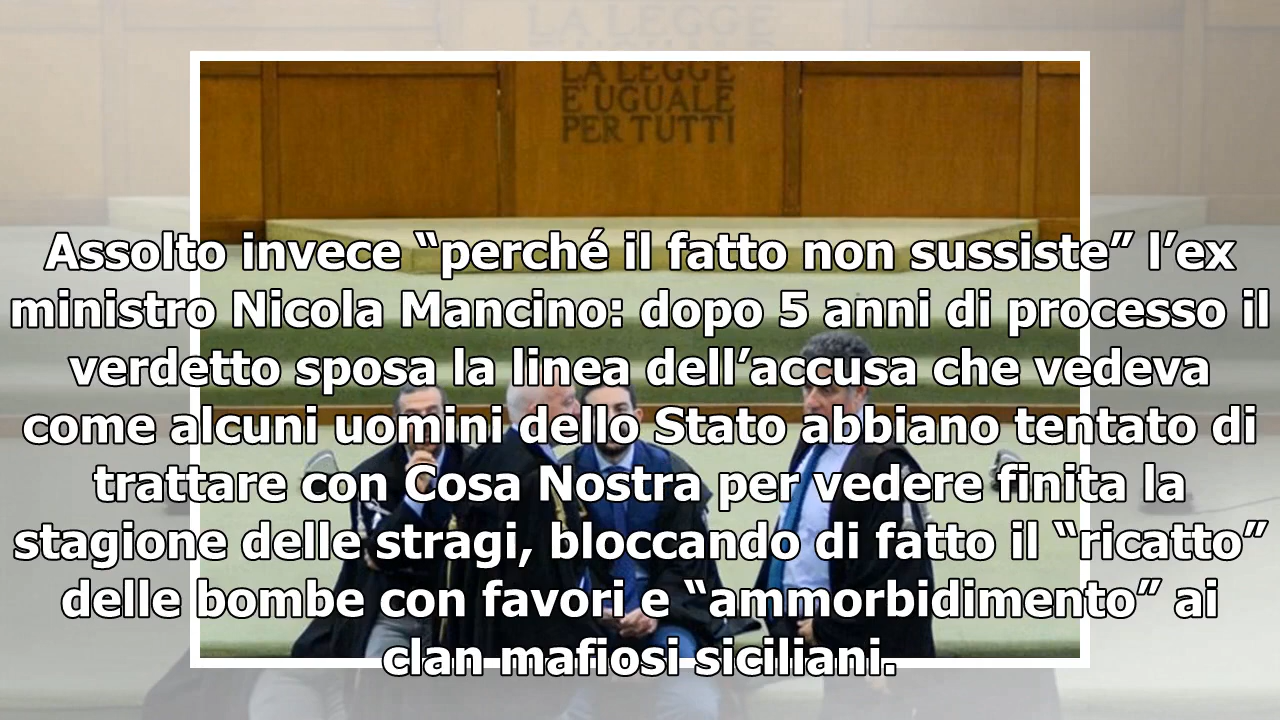 LA LEGGE
LA LEGGE
E' UGUALE
PER TUTTI
Assolto invece “perché il fatto non sussiste” l’ex
ministro Nicola Mancino: dopo 5 anni di processo il
verdetto sposa la linea dell’accusa che vedeva
come alcuni uomini dello Stato abbiano tentato di
trattare con Cosa Nostra per vedere finita la
stagione delle stragi, bloccando di fatto il “ricatto”
delle bombe con favori e “ammorbidimento” ai
clan mafiosi siciliani.